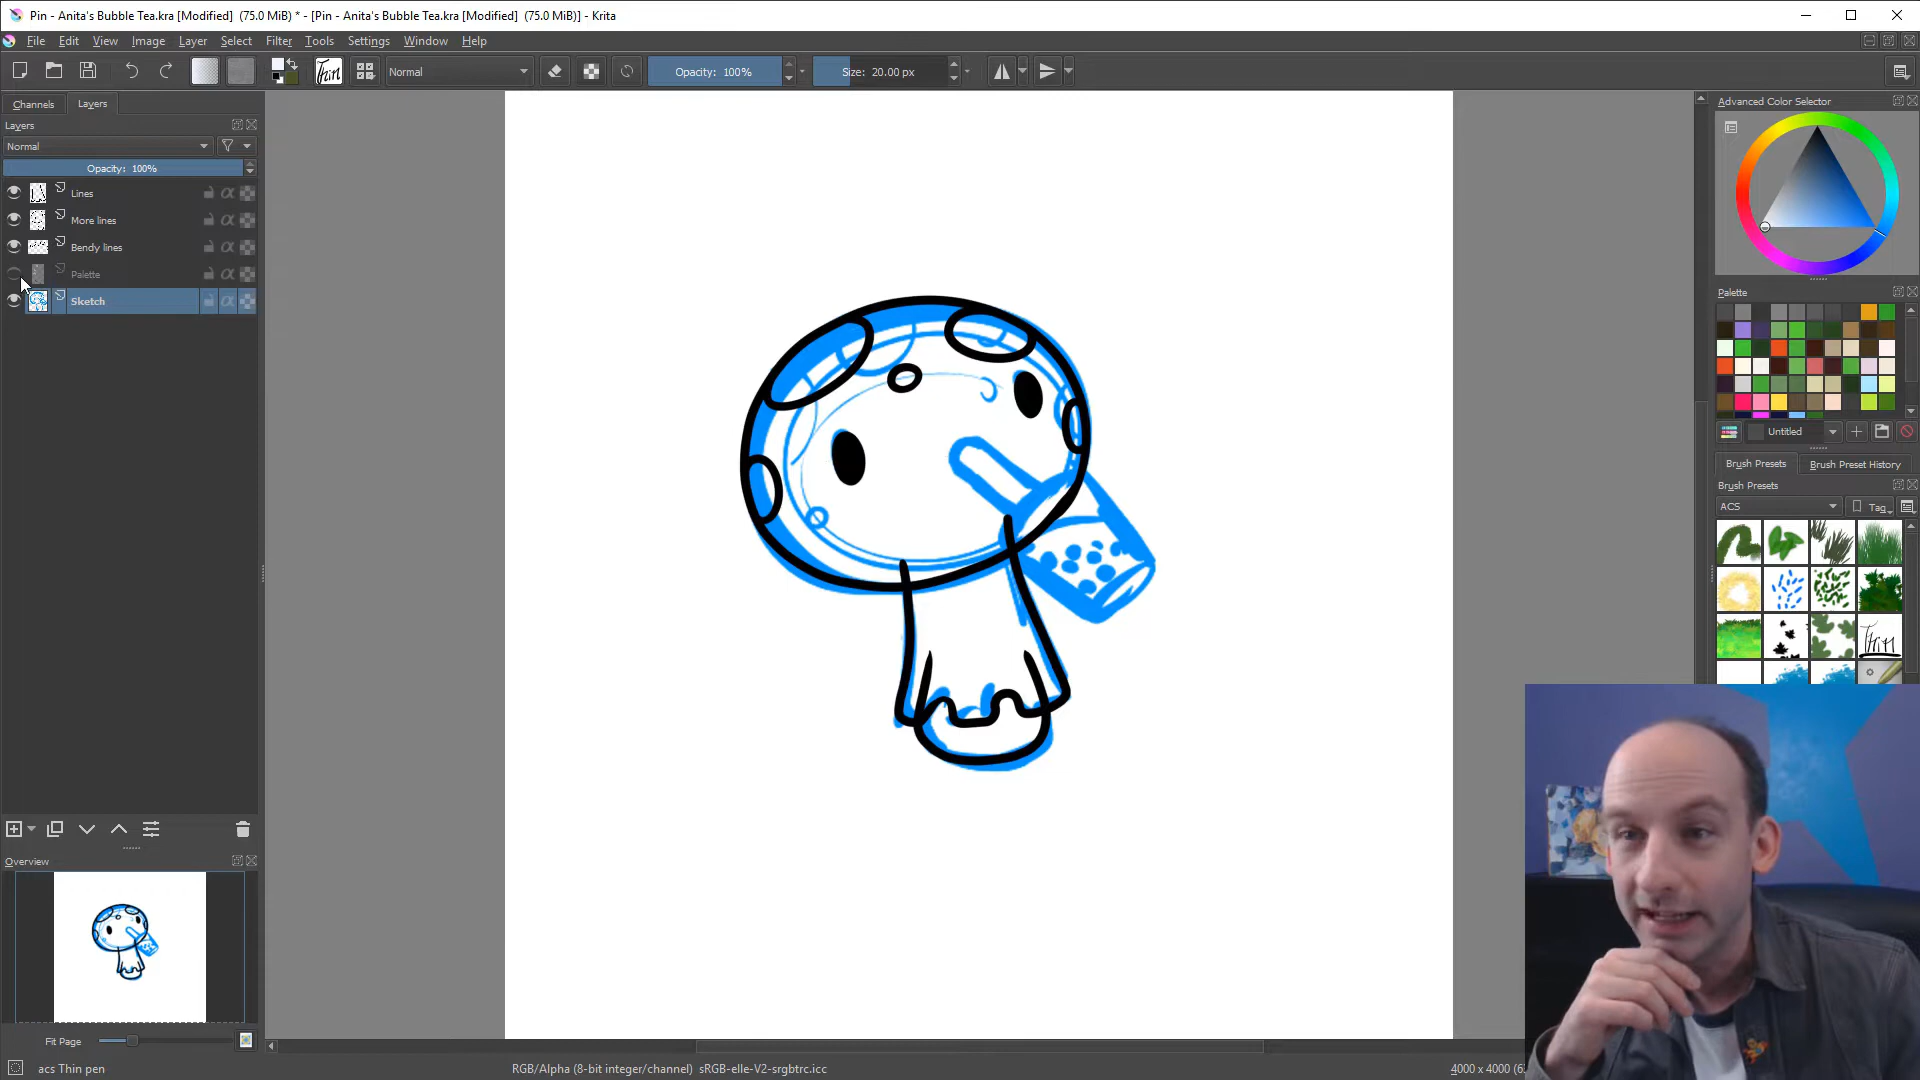 Pin - Anita's Bubble Tea.kra [Modified]  (75.0 MiB) * - [Pin - Anita's Bubble Tea.kra [Modified]  (75.0 MiB)] - Krita
File Edit View Image Layer Select Filter Tools Settings Window Help
Thin Normal Opacity: 100% Size: 20.00 px
Channels Layers
Layers
Normal
Opacity: 100%
Lines
More lines
Bendy lines
Palette
Sketch
Overview
Fit Page
acs Thin pen
RGB/Alpha (8-bit integer/channel)  sRGB-elle-V2-srgbtrc.icc
4000 x 4000
Advanced Color Selector
Palette
Untitled
Brush Presets Brush Preset History
Brush Presets
ACS Tag
Thin